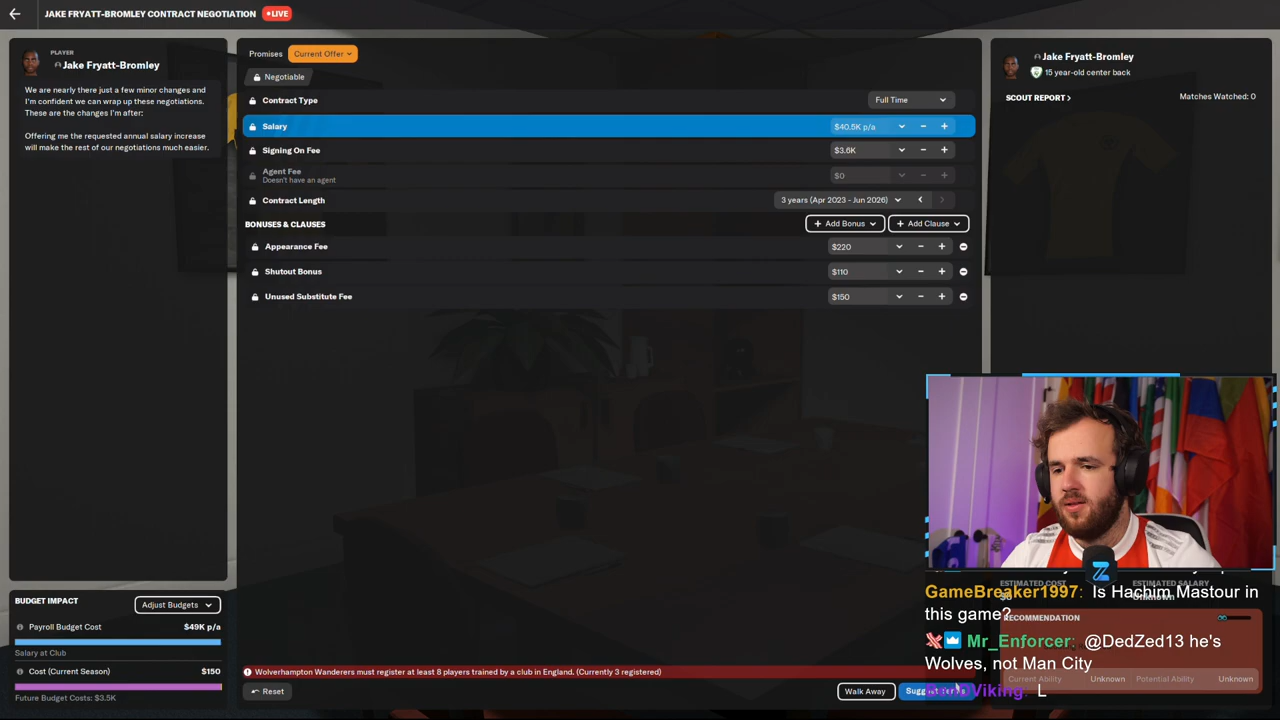 JAKE FRYATT-BROMLEY CONTRACT NEGOTIATION
LIVE
PLAYER
Jake Fryatt-Bromley
We are nearly there just a few minor changes and
I'm confident we can wrap up these negotiations.
These are the changes I'm after:
Offering me the requested annual salary increase
will make the rest of our negotiations much easier.
BUDGET IMPACT
Adjust Budgets
Payroll Budget Cost
$49K p/a
Salary at Club
Cost (Current Season)
$150
Future Budget Costs: $3.5K
Promises
Current Offer
Negotiable
Contract Type
Full Time
Salary
$40.5K p/a
Signing On Fee
$3.6K
Agent Fee
Doesn't have an agent
$0
Contract Length
3 years (Apr 2023 - Jun 2026)
BONUSES & CLAUSES
Add Bonus
Add Clause
Appearance Fee
$220
Shutout Bonus
$110
Unused Substitute Fee
$150
Wolverhampton Wanderers must register at least 8 players trained by a club in England. (Currently 3 registered)
Reset
Walk Away
Jake Fryatt-Bromley
15 year-old center back
SCOUT REPORT
Matches Watched: 0
ESTIMATED COST
ESTIMATED SALARY
Unknown
GameBreaker1997: Is Hachim Mastour in
this game?
RECOMMENDATION
Mr_Enforcer: @DedZed13 he's
Wolves, not Man City
Current Ability
Unknown
Potential Ability
Unknown
Viking: L